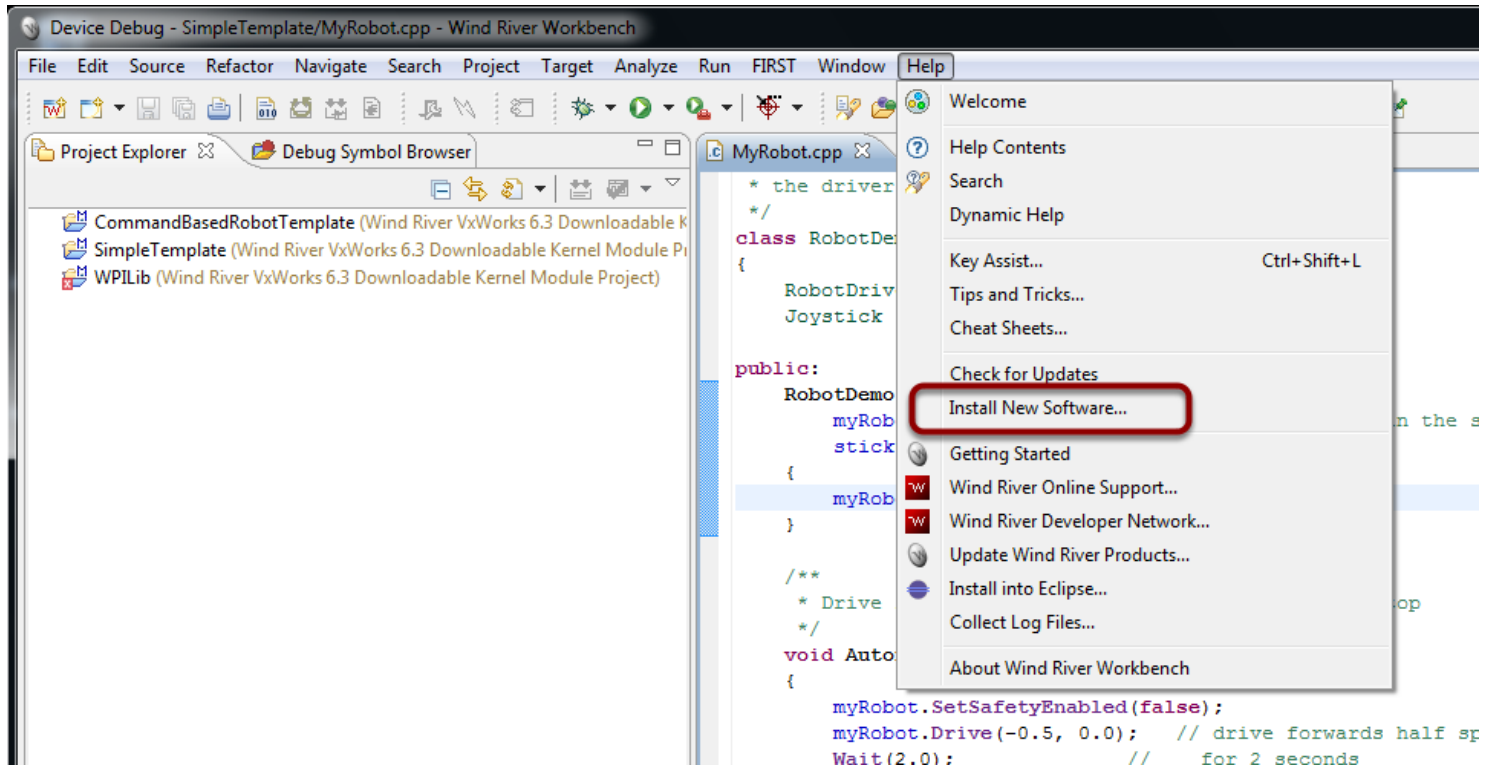 Device Debug - SimpleTemplate/MyRobot.cpp - Wind River Workbench
File Edit Source Refactor Navigate Search Project Target Analyze Run FIRST Window Help
Project Explorer Debug Symbol Browser
CommandBasedRobotTemplate (Wind River VxWorks 6.3 Downloadable K
SimpleTemplate (Wind River VxWorks 6.3 Downloadable Kernel Module Pr
WPILib (Wind River VxWorks 6.3 Downloadable Kernel Module Project)
MyRobot.cpp
* the driver
*/
class RobotDe
{
RobotDriv
Joystick
public:
RobotDemo
myRob n the s
stick
{
myRob
}
/**
* Drive op
*/
void Auto
{
myRobot.SetSafetyEnabled(false);
myRobot.Drive(-0.5, 0.0); // drive forwards half sp
Wait(2.0); // for 2 seconds
Welcome
Help Contents
Search
Dynamic Help
Key Assist... Ctrl+Shift+L
Tips and Tricks...
Cheat Sheets...
Check for Updates
Install New Software...
Getting Started
Wind River Online Support...
Wind River Developer Network...
Update Wind River Products...
Install into Eclipse...
Collect Log Files...
About Wind River Workbench